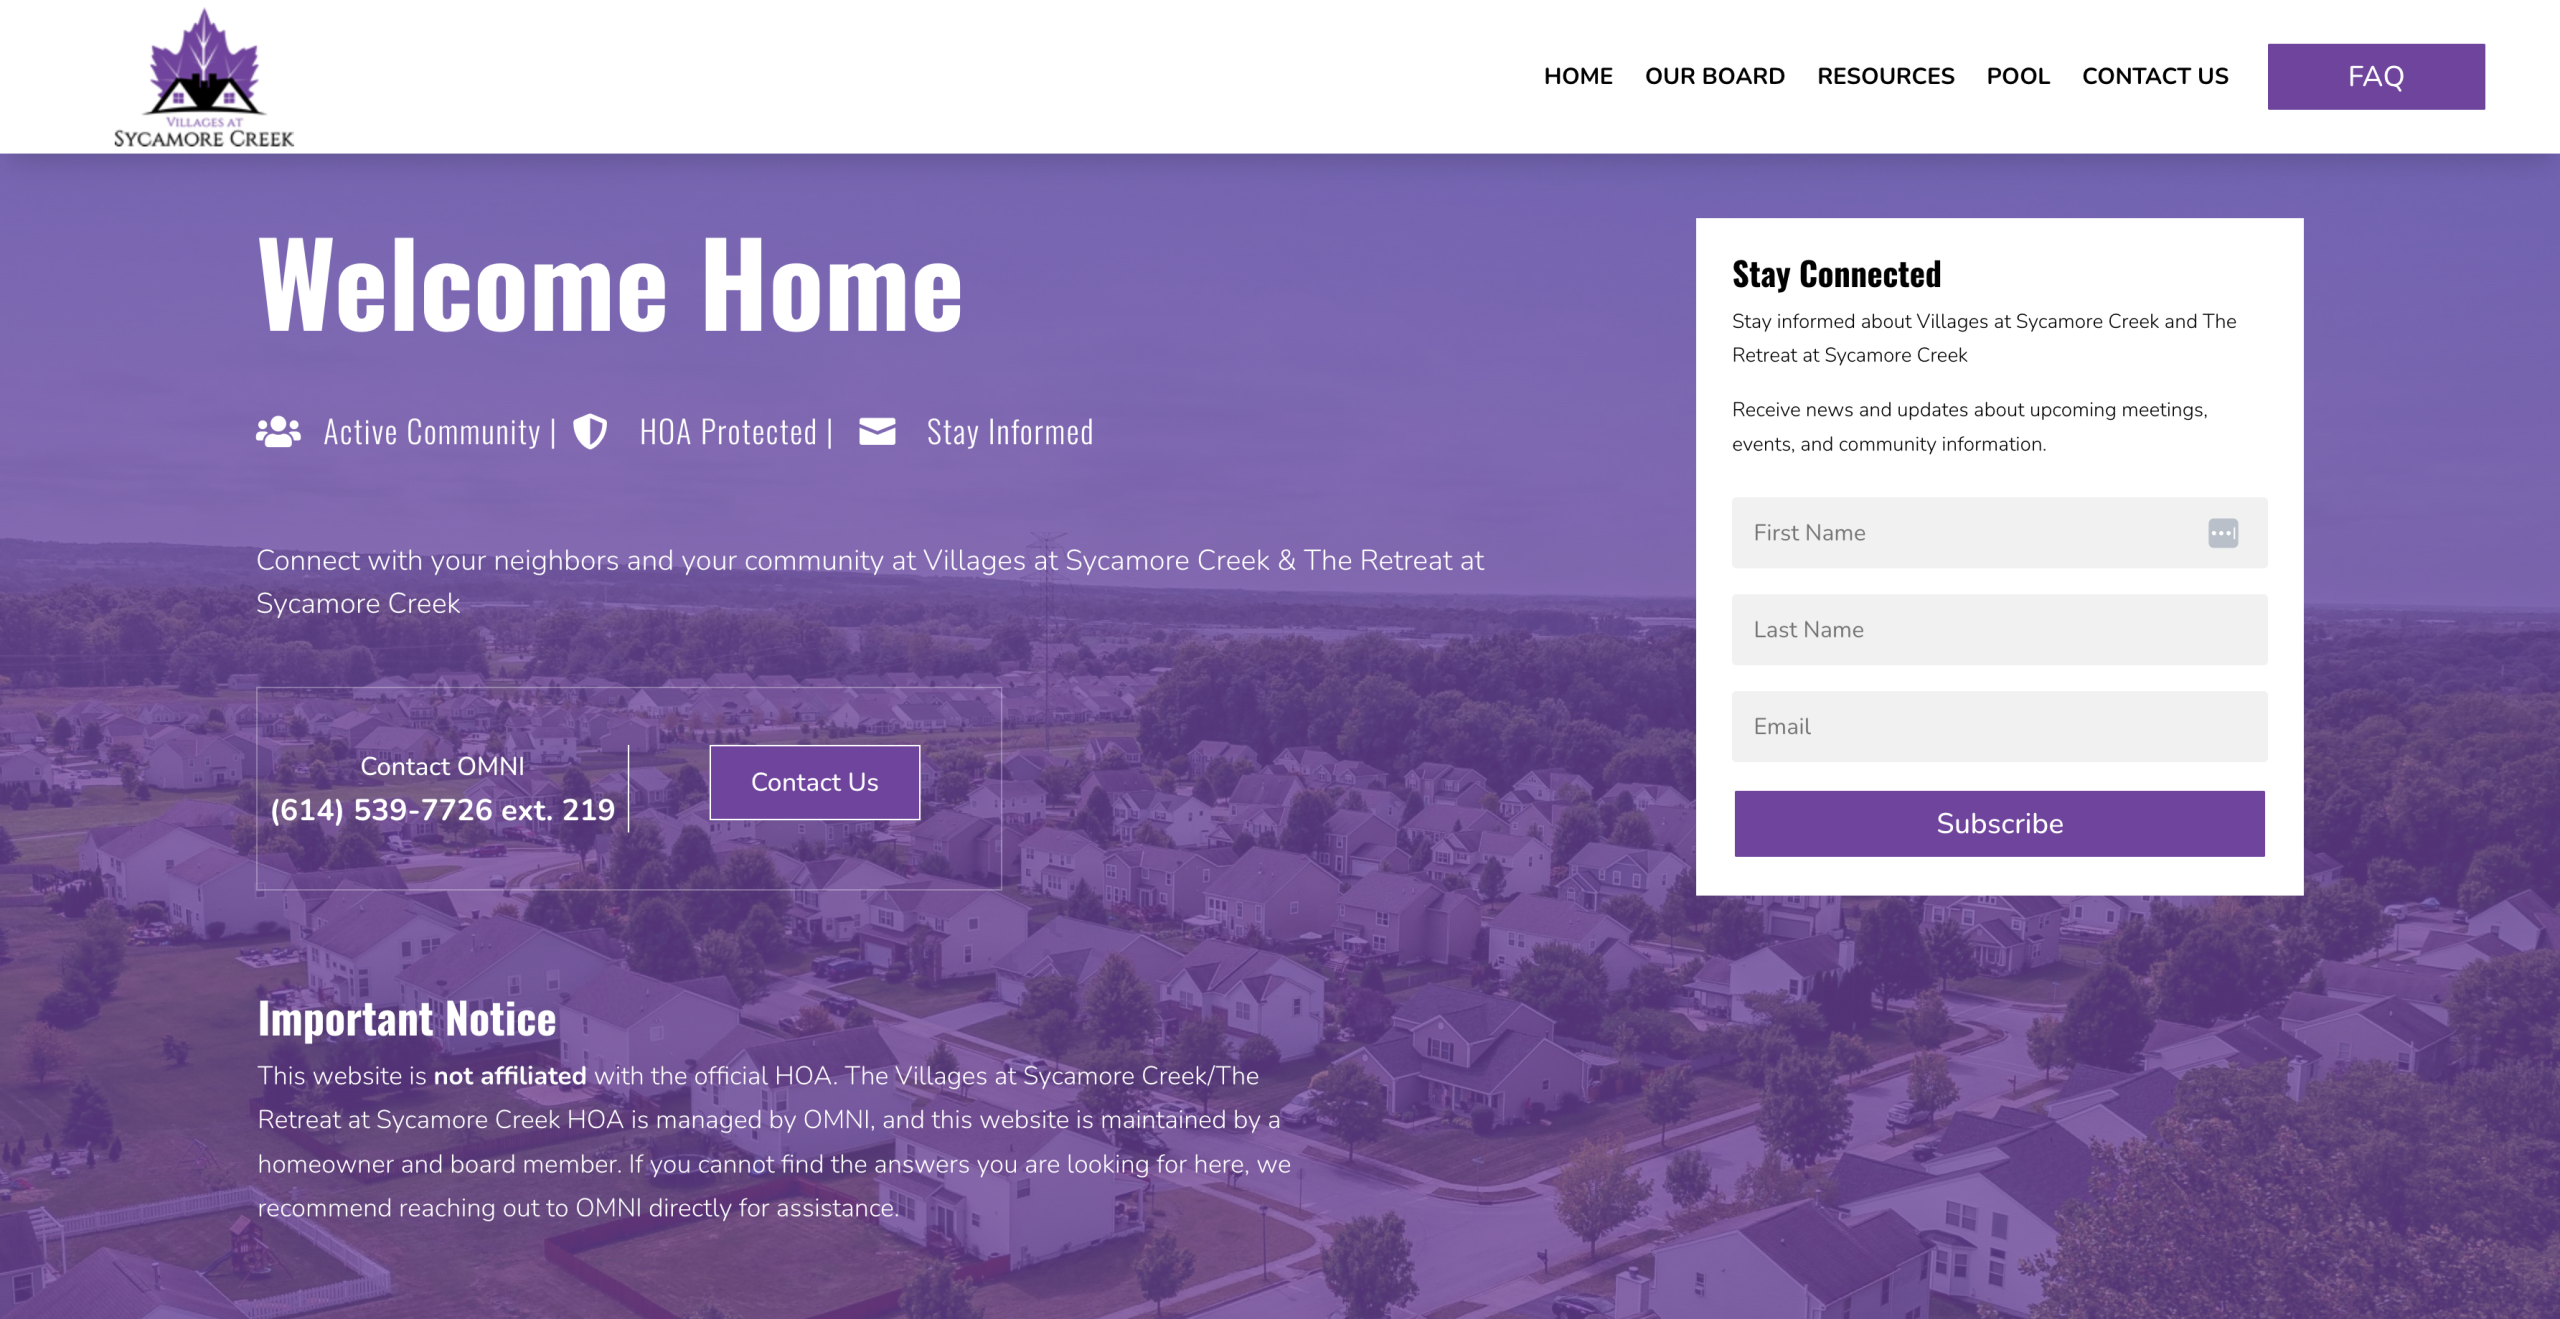 VILLAGES AT
SYCAMORE CREEK
HOME OUR BOARD RESOURCES POOL CONTACT US FAQ
Welcome Home
Active Community | HOA Protected | Stay Informed
Connect with your neighbors and your community at Villages at Sycamore Creek & The Retreat at
Sycamore Creek
Contact OMNI
(614) 539-7726 ext. 219
Contact Us
Important Notice
This website is not affiliated with the official HOA. The Villages at Sycamore Creek/The
Retreat at Sycamore Creek HOA is managed by OMNI, and this website is maintained by a
homeowner and board member. If you cannot find the answers you are looking for here, we
recommend reaching out to OMNI directly for assistance.
Stay Connected
Stay informed about Villages at Sycamore Creek and The
Retreat at Sycamore Creek
Receive news and updates about upcoming meetings,
events, and community information.
First Name
Last Name
Email
Subscribe